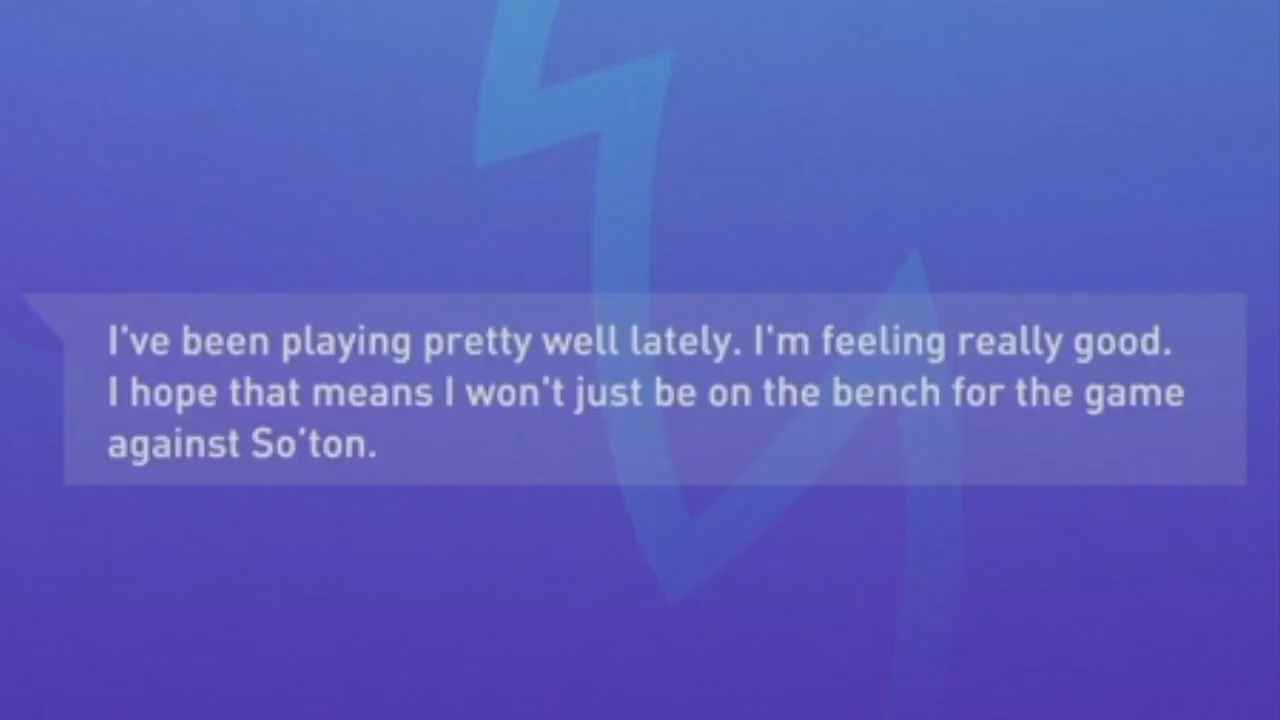 I've been playing pretty well lately. I'm feeling really good.
I hope that means I won't just be on the bench for the game
against So'ton.